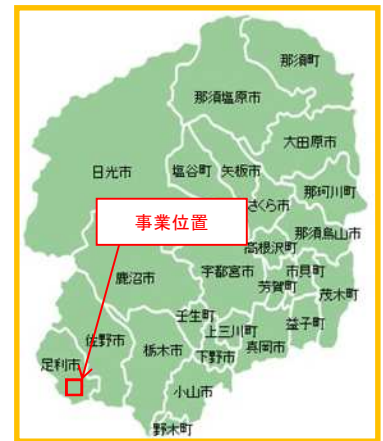 那須町
那須塩原市
大田原市
日光市
塩谷町
矢板市
那珂川町
さくら市
事業位置
那須烏山市
高根沢町
鹿沼市
宇都宮市
市貝町
芳賀町
茂木町
壬生町
上三川町
益子町
佐野市
栃木市
下野市
真岡市
足利市
小山市
野木町